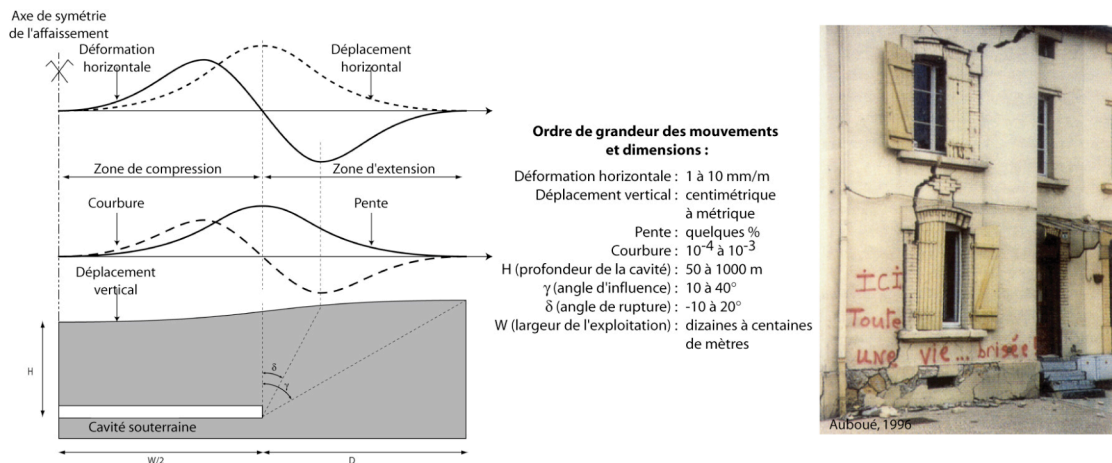 Axe de symétrie
de l'affaissement
Déformation
horizontale
Déplacement
horizontal
Zone de compression
Zone d'extension
Courbure
Pente
Déplacement
vertical
H
δ
γ
Cavité souterraine
W/2
D
Ordre de grandeur des mouvements
et dimensions :
Déformation horizontale : 1 à 10 mm/m
Déplacement vertical : centimétrique
à métrique
Pente : quelques %
Courbure : 10^-4 à 10^-3
H (profondeur de la cavité) : 50 à 1000 m
γ (angle d'influence) : 10 à 40°
δ (angle de rupture) : -10 à 20°
W (largeur de l'exploitation) : dizaines à centaines
de mètres
ICI
Toute
UNE VIE... brisée!
Auboué, 1996